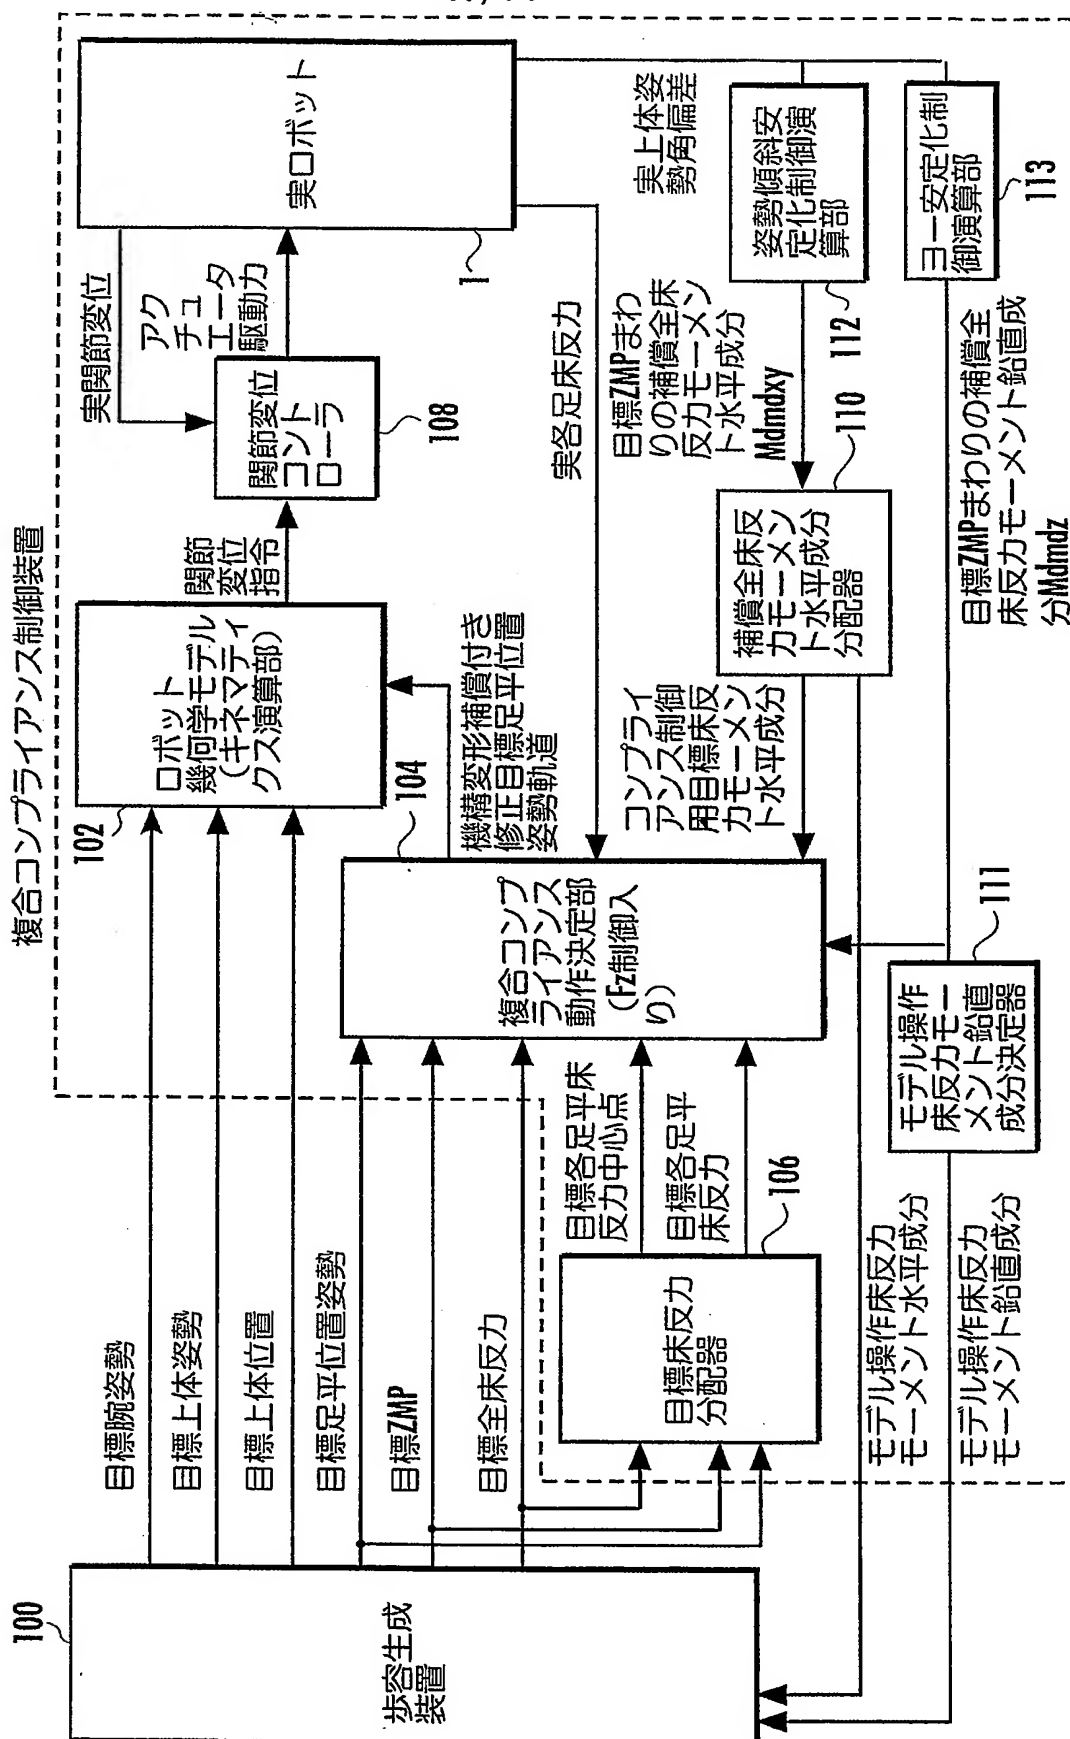 複合コンプライアンス制御装置
100
歩容生成
装置
目標腕姿勢
目標上体姿勢
目標上体位置
目標足平位置姿勢
目標ZMP
目標全床反力
102
ロボット
幾何学モデル
(キネマティ
クス演算部)
関節
変位
指令
関節変位
コント
ローラ
108
実関節変位
アク
チュ
エータ
駆動力
実ロボット
1
104
機構変形補償付き
修正目標足平位置
姿勢軌道
複合コンプ
ライアンス
動作決定部
(Fz制御入
り)
実各足床反力
目標各足平床
反力中心点
目標各足平
床反力
106
目標床反力
分配器
コンプライ
アンス制御
用目標床反
力モーメン
ト水平成分
補償全床反
力モーメン
ト水平成分
分配器
110
目標ZMPまわ
りの補償全床
反力モーメン
ト水平成分
Mdmdxy
112
姿勢傾斜安
定化制御演
算部
実上体姿
勢角偏差
ヨー安定化制
御演算部
113
目標ZMPまわりの補償全
床反力モーメント鉛直成
分Mdmdz
111
モデル操作
床反力モー
メント鉛直
成分決定器
モデル操作床反力
モーメント水平成分
モデル操作床反力
モーメント鉛直成分